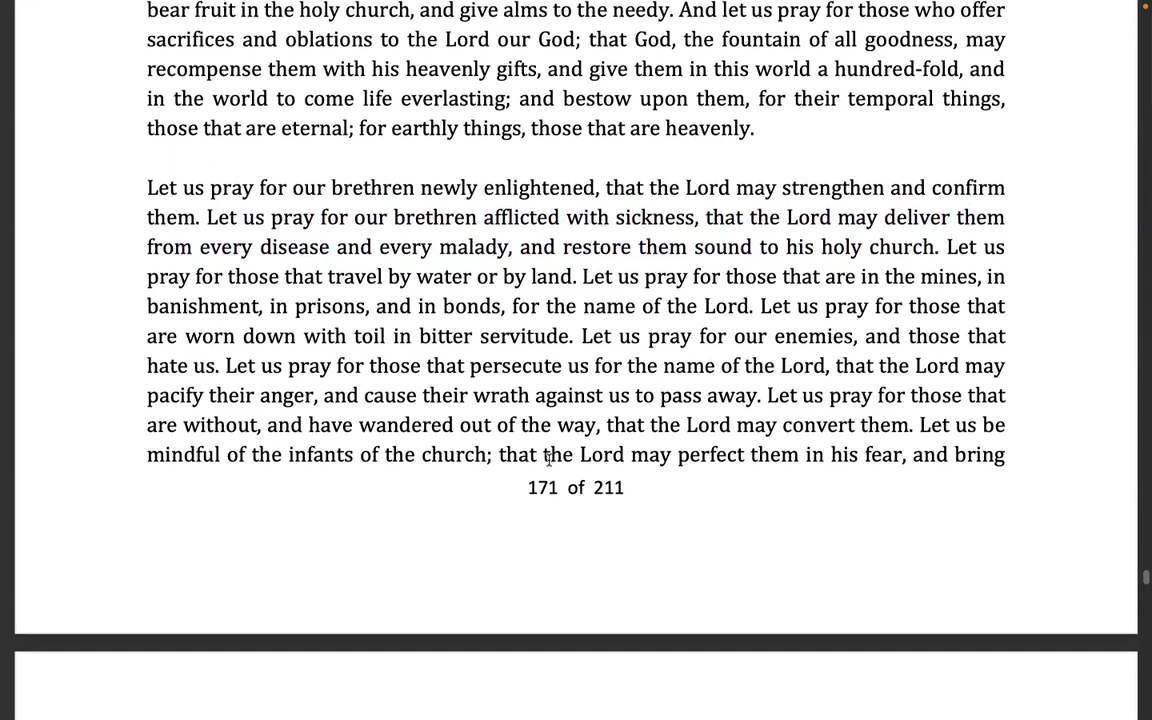 bear fruit in the holy church, and give alms to the needy. And let us pray for those who offer
sacrifices and oblations to the Lord our God; that God, the fountain of all goodness, may
recompense them with his heavenly gifts, and give them in this world a hundred-fold, and
in the world to come life everlasting; and bestow upon them, for their temporal things,
those that are eternal; for earthly things, those that are heavenly.
Let us pray for our brethren newly enlightened, that the Lord may strengthen and confirm
them. Let us pray for our brethren afflicted with sickness, that the Lord may deliver them
from every disease and every malady, and restore them sound to his holy church. Let us
pray for those that travel by water or by land. Let us pray for those that are in the mines, in
banishment, in prisons, and in bonds, for the name of the Lord. Let us pray for those that
are worn down with toil in bitter servitude. Let us pray for our enemies, and those that
hate us. Let us pray for those that persecute us for the name of the Lord, that the Lord may
pacify their anger, and cause their wrath against us to pass away. Let us pray for those that
are without, and have wandered out of the way, that the Lord may convert them. Let us be
mindful of the infants of the church; that the Lord may perfect them in his fear, and bring
171 of 211